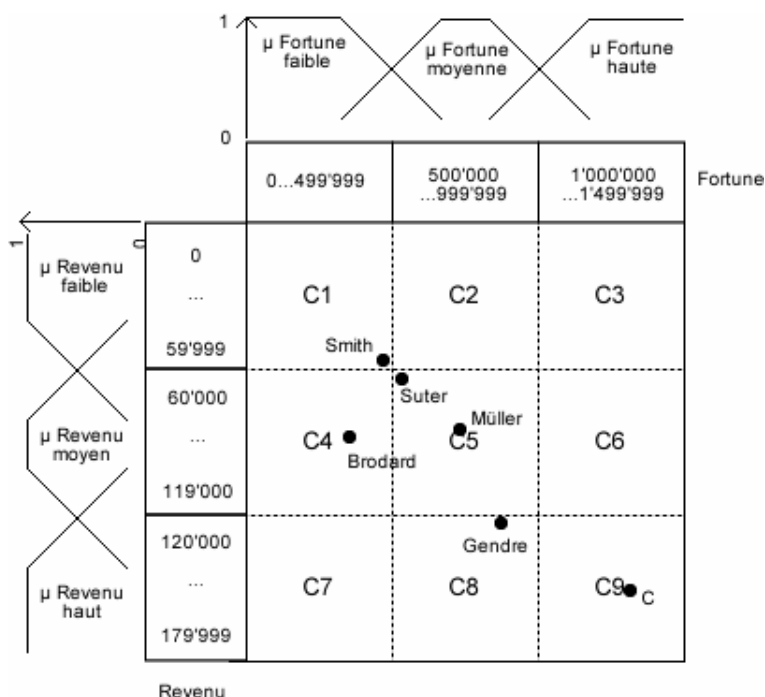 1
µ Fortune
faible
µ Fortune
moyenne
µ Fortune
haute
0
0...499'999
500'000
...999'999
1'000'000
...1'499'999
Fortune
1
0
µ Revenu
faible
0
...
59'999
C1
C2
C3
Smith
Suter
60'000
...
119'000
µ Revenu
moyen
C4
Brodard
Müller
C5
C6
Gendre
120'000
...
179'999
µ Revenu
haut
C7
C8
C9
C
Revenu